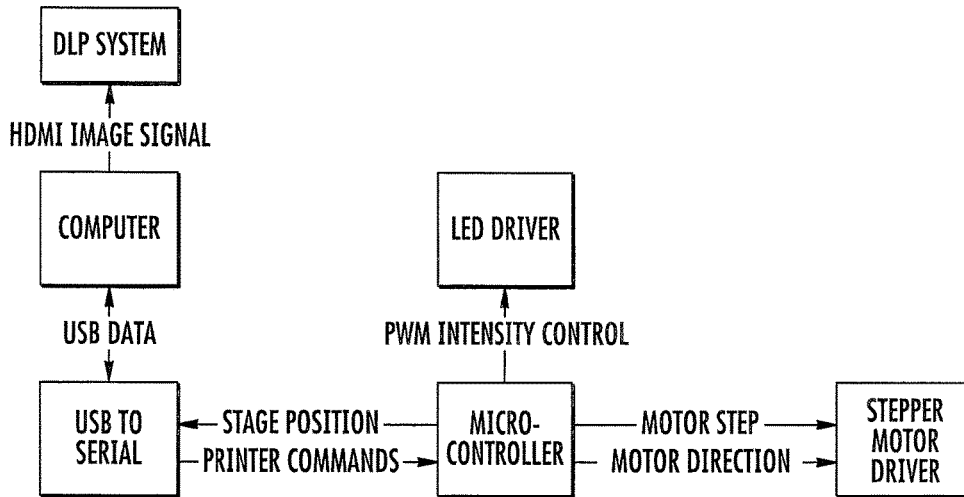 DLP SYSTEM
HDMI IMAGE SIGNAL
COMPUTER
LED DRIVER
USB DATA
PWM INTENSITY CONTROL
USB TO
SERIAL
STAGE POSITION
PRINTER COMMANDS
MICRO-
CONTROLLER
MOTOR STEP
MOTOR DIRECTION
STEPPER
MOTOR
DRIVER